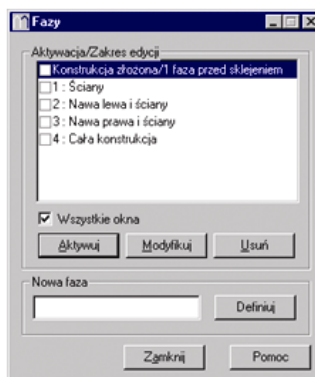 Fazy
Aktywacja/Zakres edycji
Konstrukcja złożona/1 faza przed sklejeniem
1 : Ściany
2 : Nawa lewa i ściany
3 : Nawa prawa i ściany
4 : Cała konstrukcja
Wszystkie okna
Aktywuj Modyfikuj Usuń
Nowa faza
Definiuj
Zamknij Pomoc